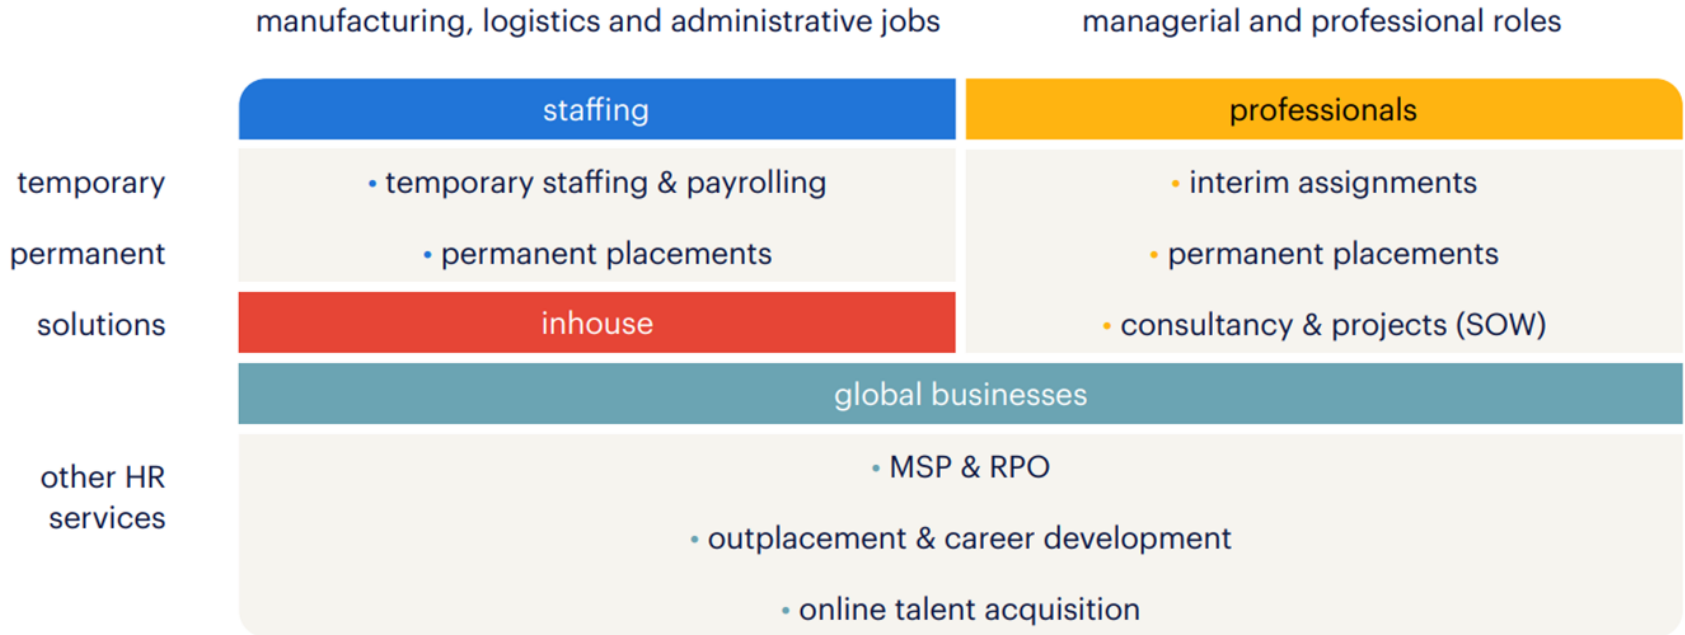 manufacturing, logistics and administrative jobs
managerial and professional roles
staffing
professionals
temporary
• temporary staffing & payrolling
• interim assignments
permanent
• permanent placements
• permanent placements
solutions
inhouse
• consultancy & projects (SOW)
global businesses
other HR
services
• MSP & RPO
• outplacement & career development
• online talent acquisition